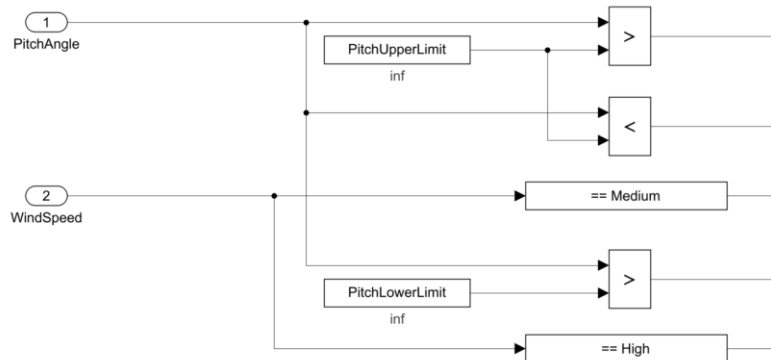 1
PitchAngle
PitchUpperLimit
inf
>
<
2
WindSpeed
== Medium
PitchLowerLimit
inf
>
== High